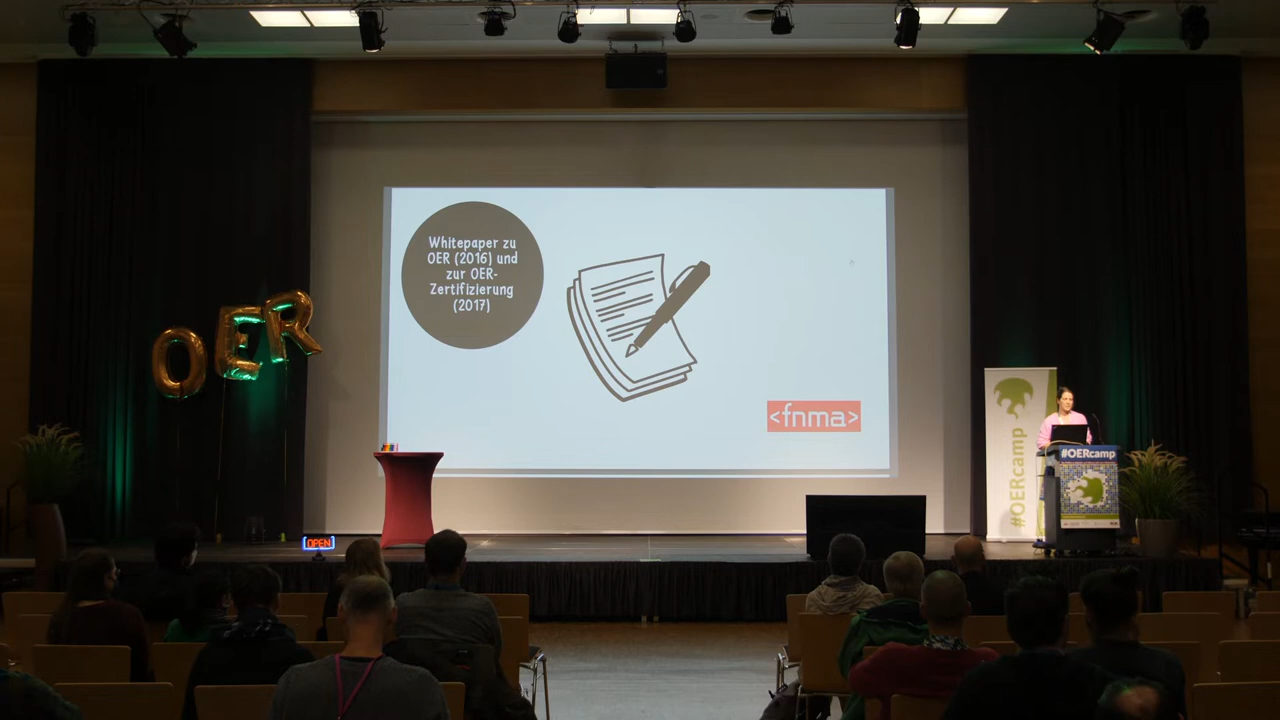 Whitepaper zu
OER (2016) und
zur OER-
Zertifizierung
(2017)
<fnma>
OER
OPEN
#OERcamp
#OERcamp